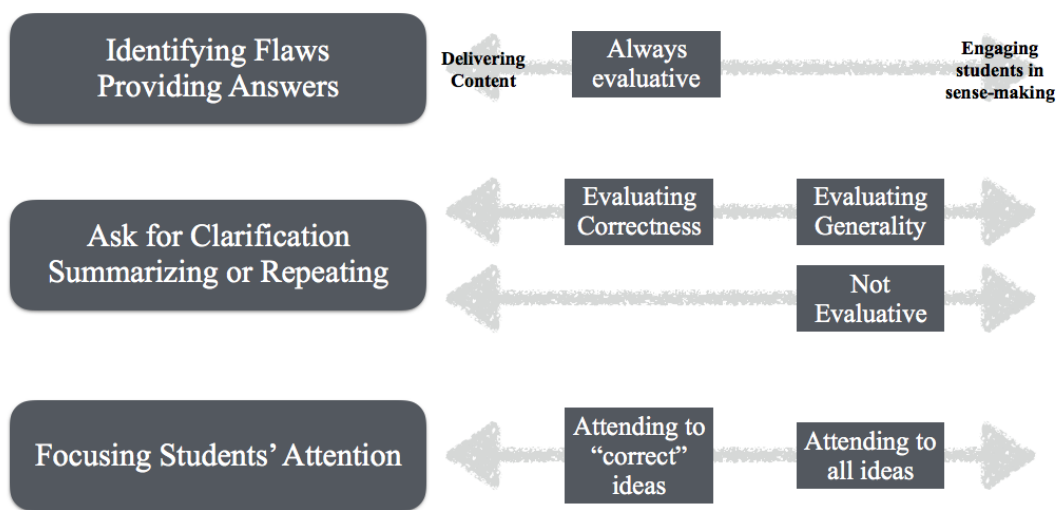 Identifying Flaws
Providing Answers
Delivering
Content
Always
evaluative
Engaging
students in
sense-making
Ask for Clarification
Summarizing or Repeating
Evaluating
Correctness
Evaluating
Generality
Not
Evaluative
Focusing Students’ Attention
Attending to
“correct”
ideas
Attending to
all ideas